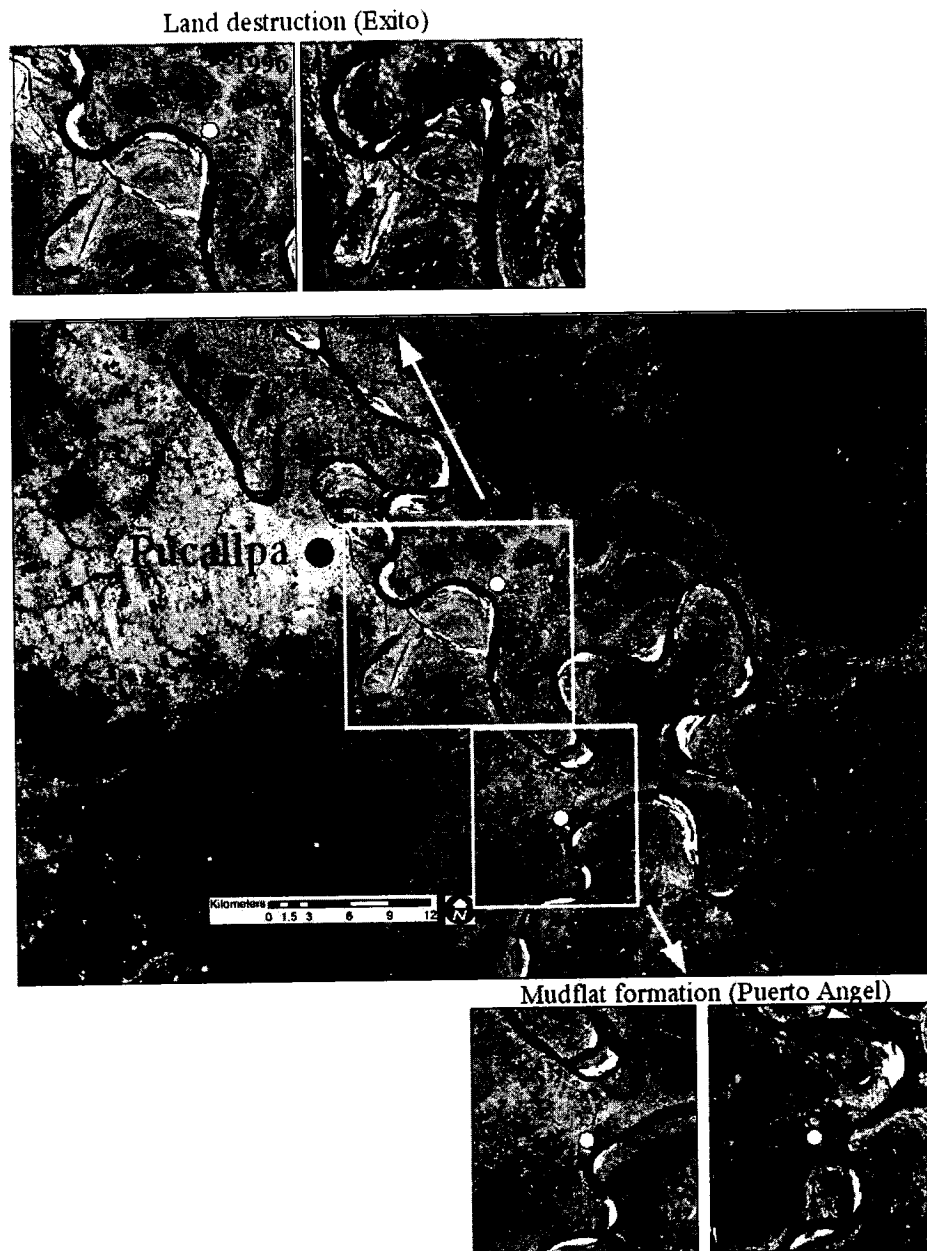 Land destruction (Exito)
1996
Pucallpa
Kilometers
0 1.5 3 6 9 12
N
Mudflat formation (Puerto Angel)